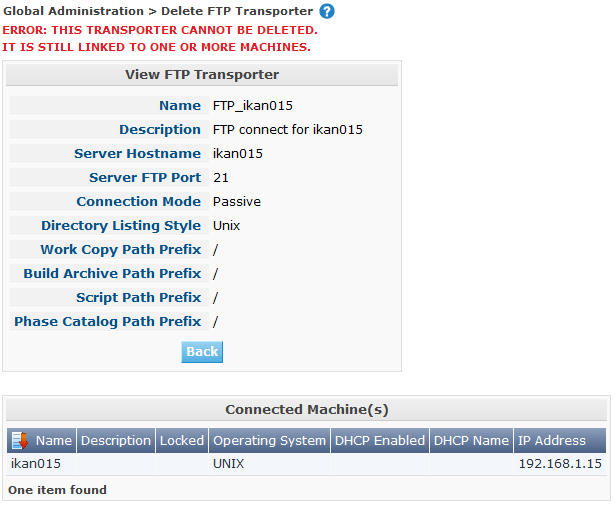 Global Administration > Delete FTP Transporter ?
ERROR: THIS TRANSPORTER CANNOT BE DELETED.
IT IS STILL LINKED TO ONE OR MORE MACHINES.
View FTP Transporter
Name FTP_ikan015
Description FTP connect for ikan015
Server Hostname ikan015
Server FTP Port 21
Connection Mode Passive
Directory Listing Style Unix
Work Copy Path Prefix /
Build Archive Path Prefix /
Script Path Prefix /
Phase Catalog Path Prefix /
Back
Connected Machine(s)
Name Description Locked Operating System DHCP Enabled DHCP Name IP Address
ikan015 UNIX 192.168.1.15
One item found